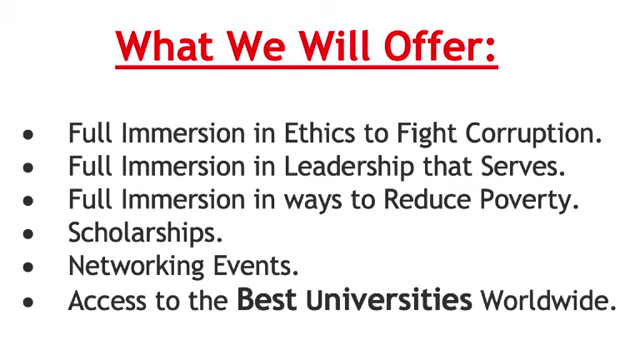 What We Will Offer:
● Full Immersion in Ethics to Fight Corruption.
● Full Immersion in Leadership that Serves.
● Full Immersion in ways to Reduce Poverty.
● Scholarships.
● Networking Events.
● Access to the Best Universities Worldwide.